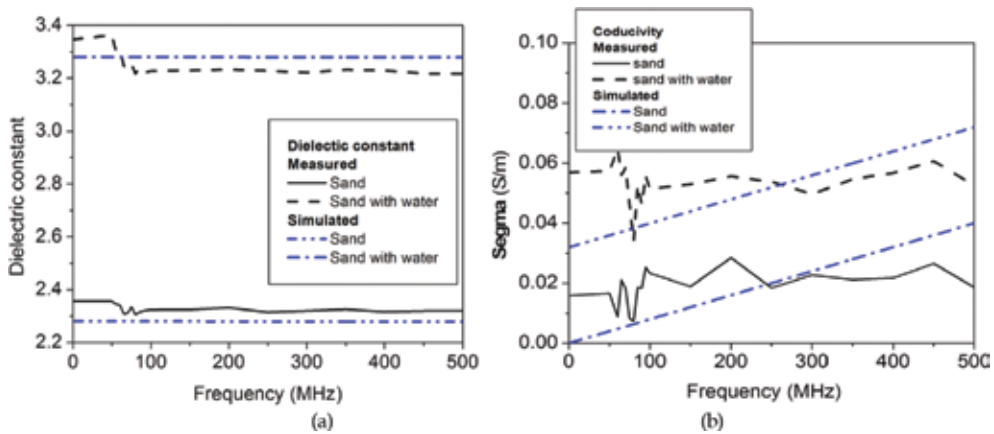 3.4
3.2
3.0
2.8
2.6
2.4
2.2
Dielectric constant
Dielectic constant
Measured
Sand
Sand with water
Simulated
Sand
Sand with water
0 100 200 300 400 500
Frequency (MHz)
(a)
0.10
0.08
0.06
0.04
0.02
0.00
Segma (S/m)
Coducivity
Measured
sand
sand with water
Simulated
Sand
Sand with water
0 100 200 300 400 500
Frequency (MHz)
(b)